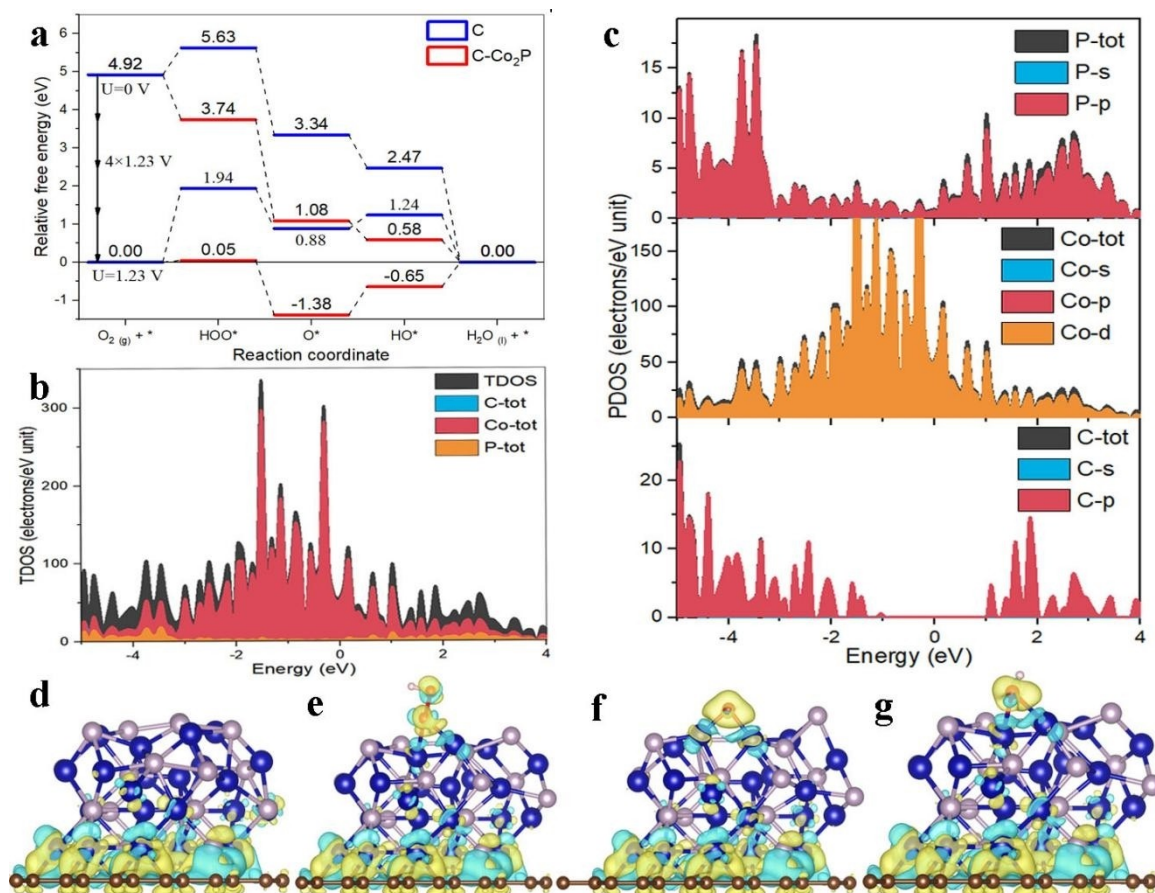 a
C
C-Co₂P
Relative free energy (eV)
6
5
4
3
2
1
0
-1
4.92
5.63
U=0 V
3.74
3.34
4×1.23 V
2.47
1.94
1.08
1.24
0.88
0.58
0.00
0.05
0.00
U=1.23 V
-0.65
-1.38
O₂ (g) + *
HOO*
O*
HO*
H₂O (l) + *
Reaction coordinate
b
TDOS
C-tot
Co-tot
P-tot
TDOS (electrons/eV unit)
300
200
100
0
-4
-2
0
2
4
Energy (eV)
c
P-tot
P-s
P-p
15
10
5
0
Co-tot
Co-s
Co-p
Co-d
PDOS (electrons/eV unit)
150
100
50
0
C-tot
C-s
C-p
20
10
0
-4
-2
0
2
4
Energy (eV)
d
e
f
g